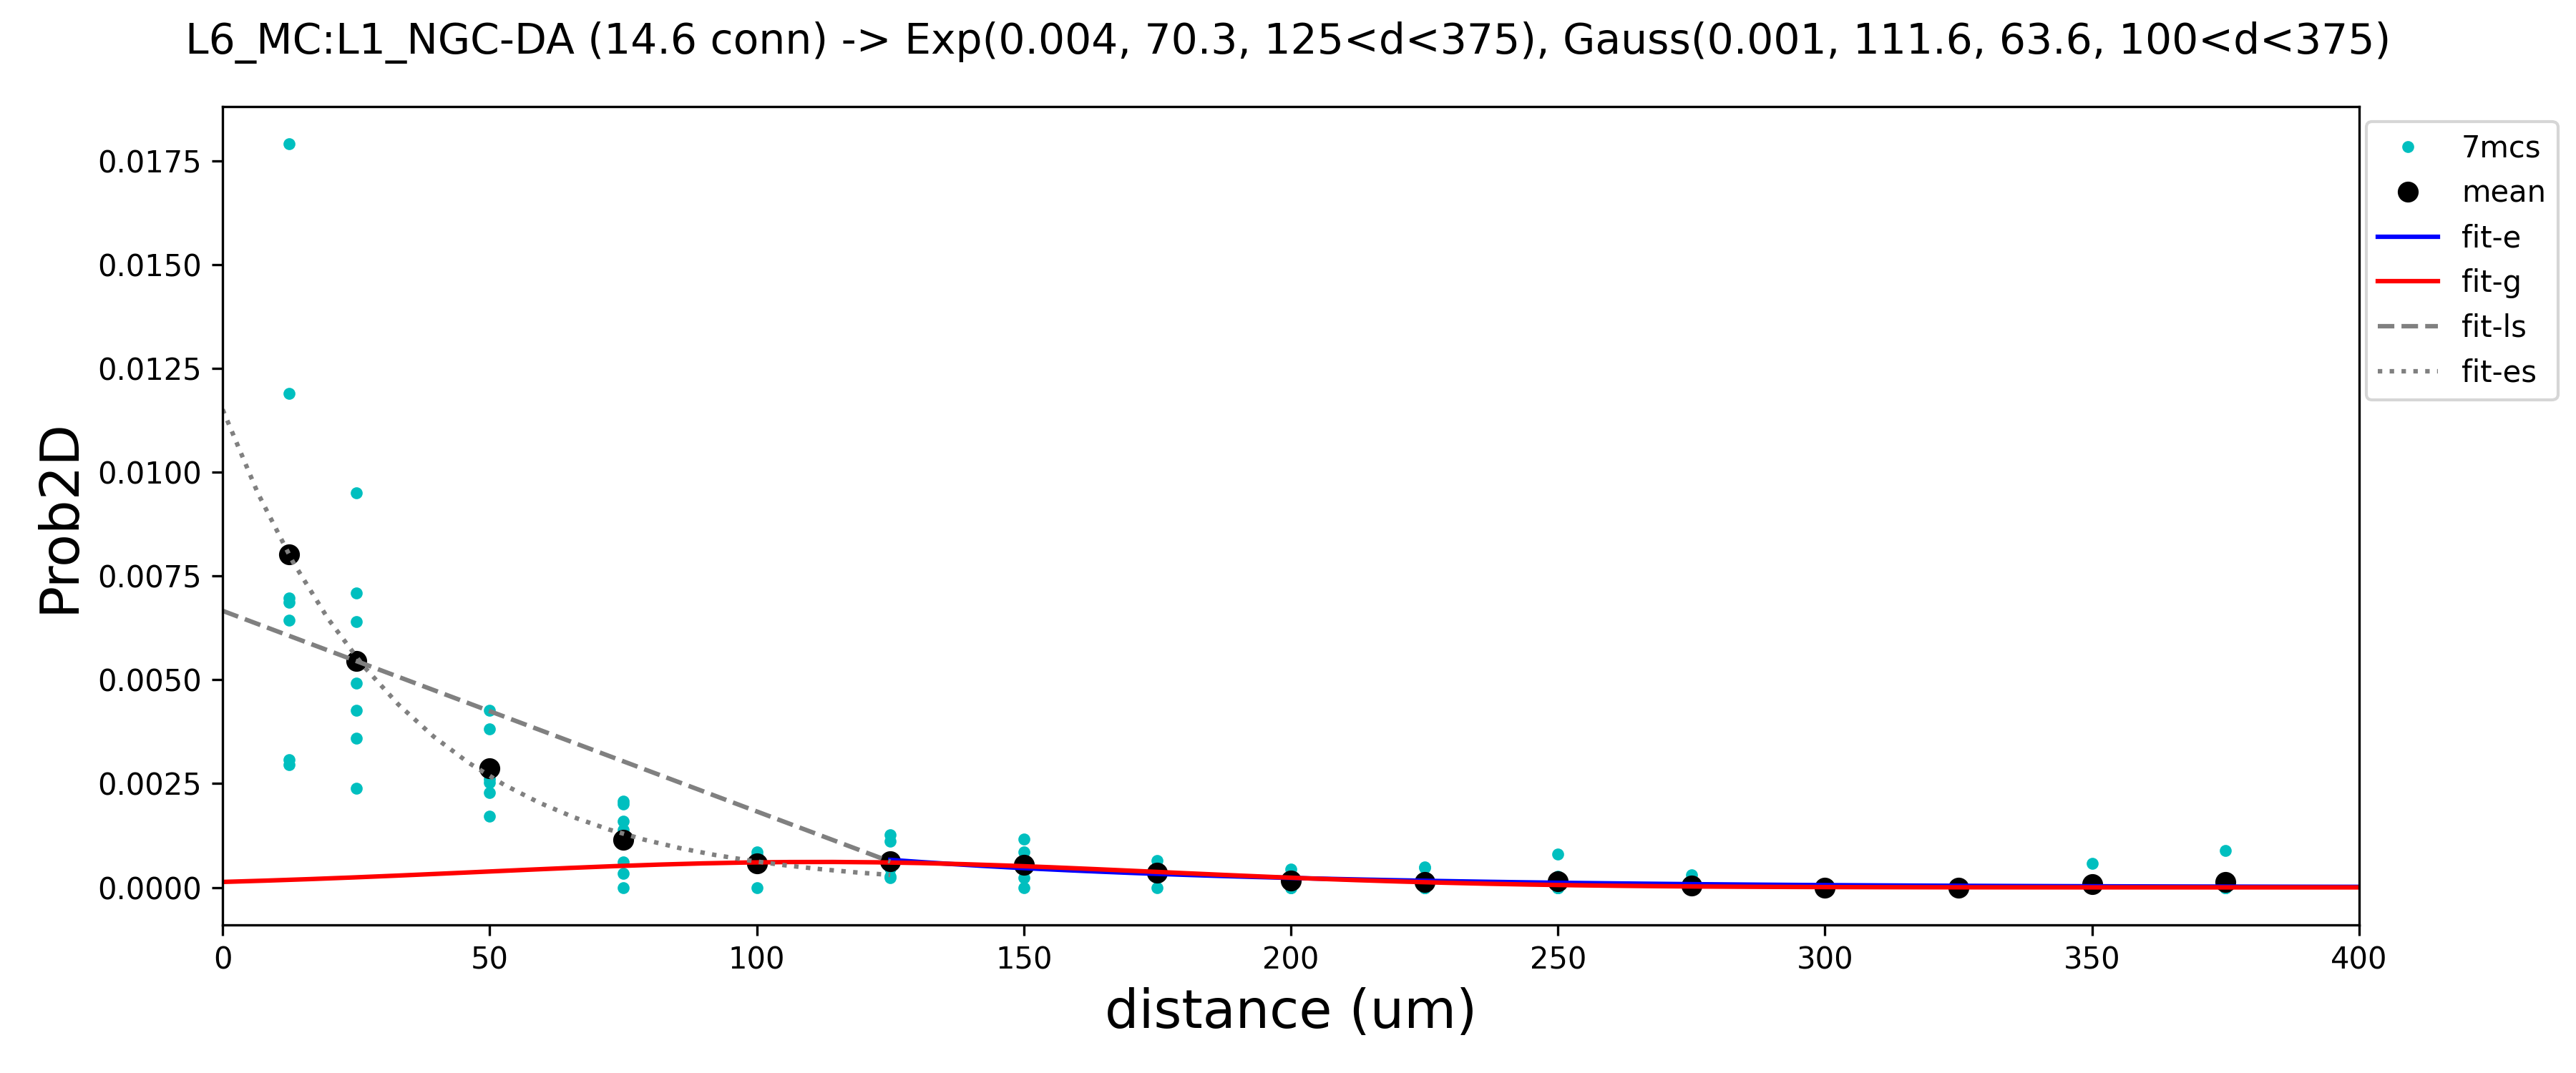 L6_MC:L1_NGC-DA (14.6 conn) -> Exp(0.004, 70.3, 125<d<375), Gauss(0.001, 111.6, 63.6, 100<d<375)
0.0175
0.0150
0.0125
0.0100
0.0075
0.0050
0.0025
0.0000
Prob2D
0 50 100 150 200 250 300 350 400
distance (um)
7mcs
mean
fit-e
fit-g
fit-ls
fit-es